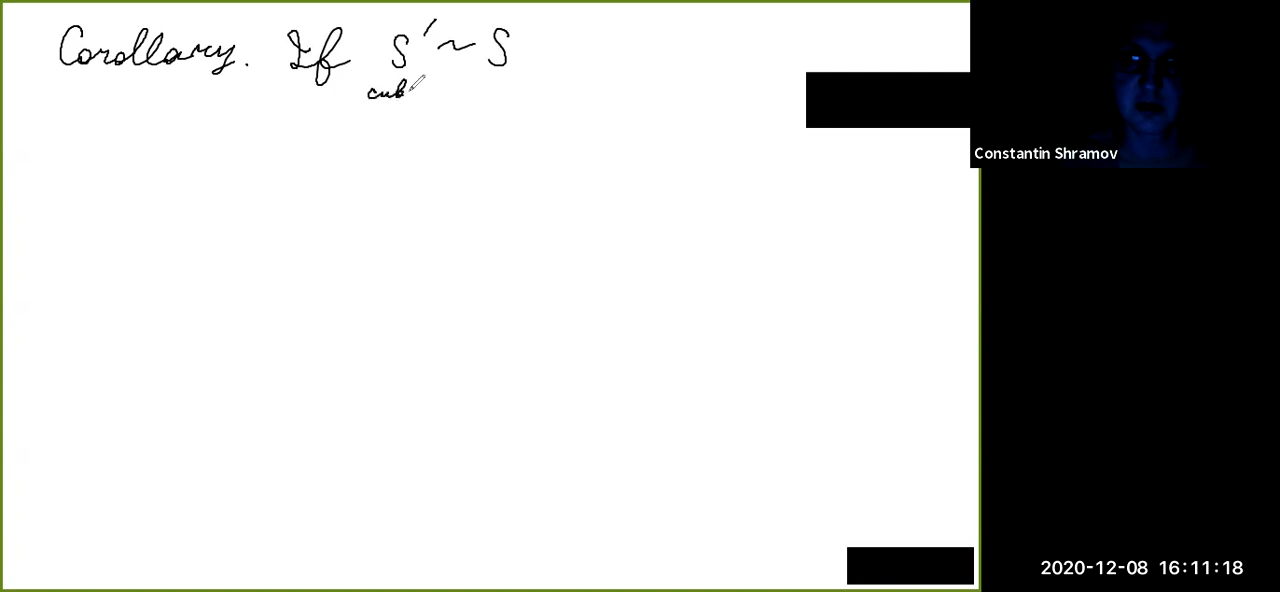 Corollary. If S' ~ S
cub
Constantin Shramov
2020-12-08 16:11:18